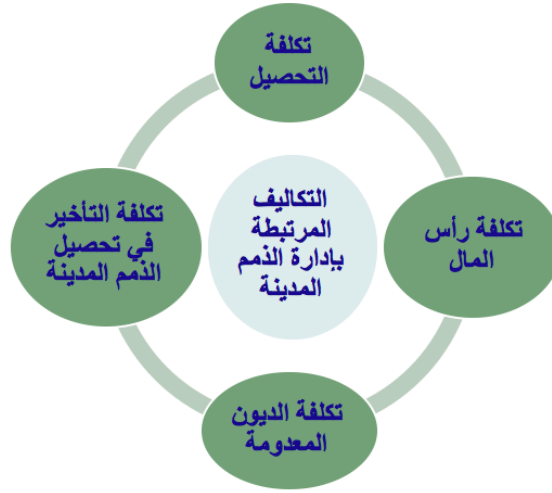 تكلفة
التحصيل
التكاليف
المرتبطة
بإدارة الذمم
المدينة
تكلفة رأس
المال
تكلفة الديون
المعدومة
تكلفة التأخير
في تحصيل
الذمم المدينة